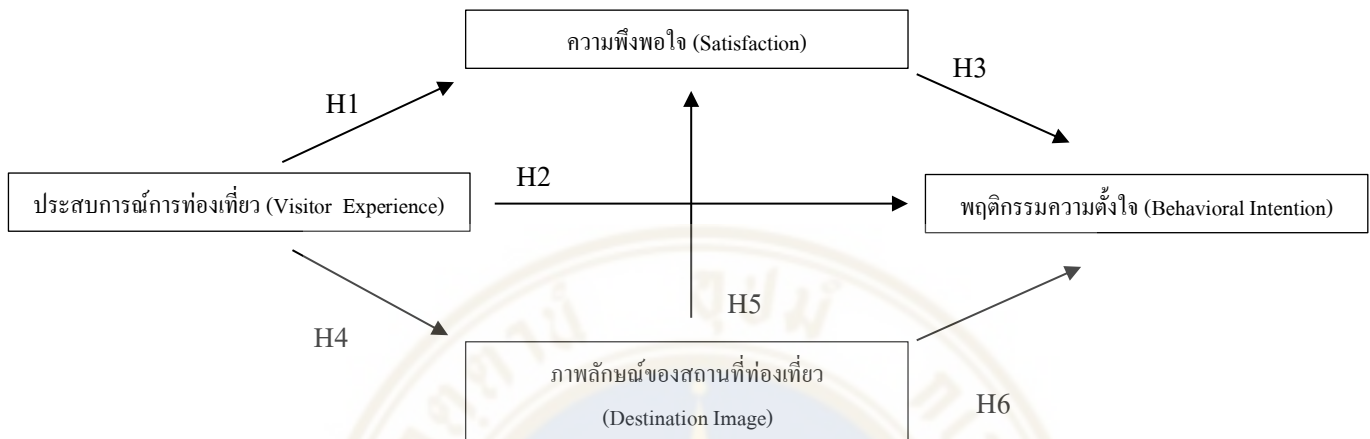 ความพึงพอใจ (Satisfaction)
H3
H1
H2
ประสบการณ์การท่องเที่ยว (Visitor Experience)
พฤติกรรมความตั้งใจ (Behavioral Intention)
H5
H4
ภาพลักษณ์ของสถานที่ท่องเที่ยว
(Destination Image)
H6